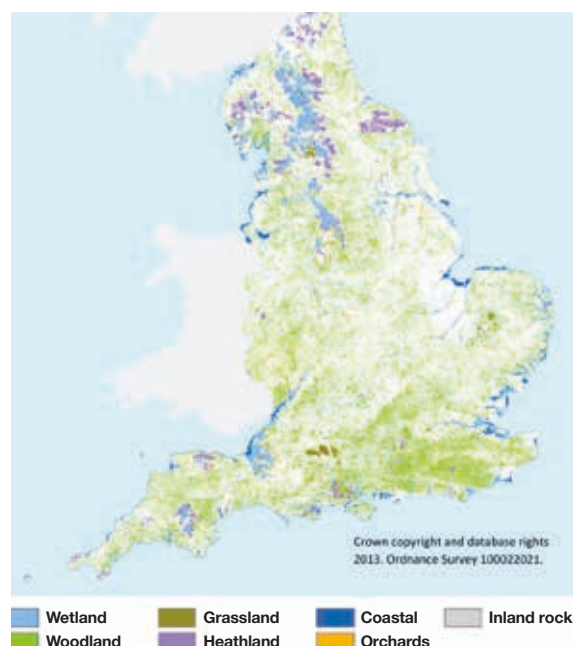 Crown copyright and database rights
2013. Ordnance Survey 100022021.
Wetland Grassland Coastal Inland rock
Woodland Heathland Orchards